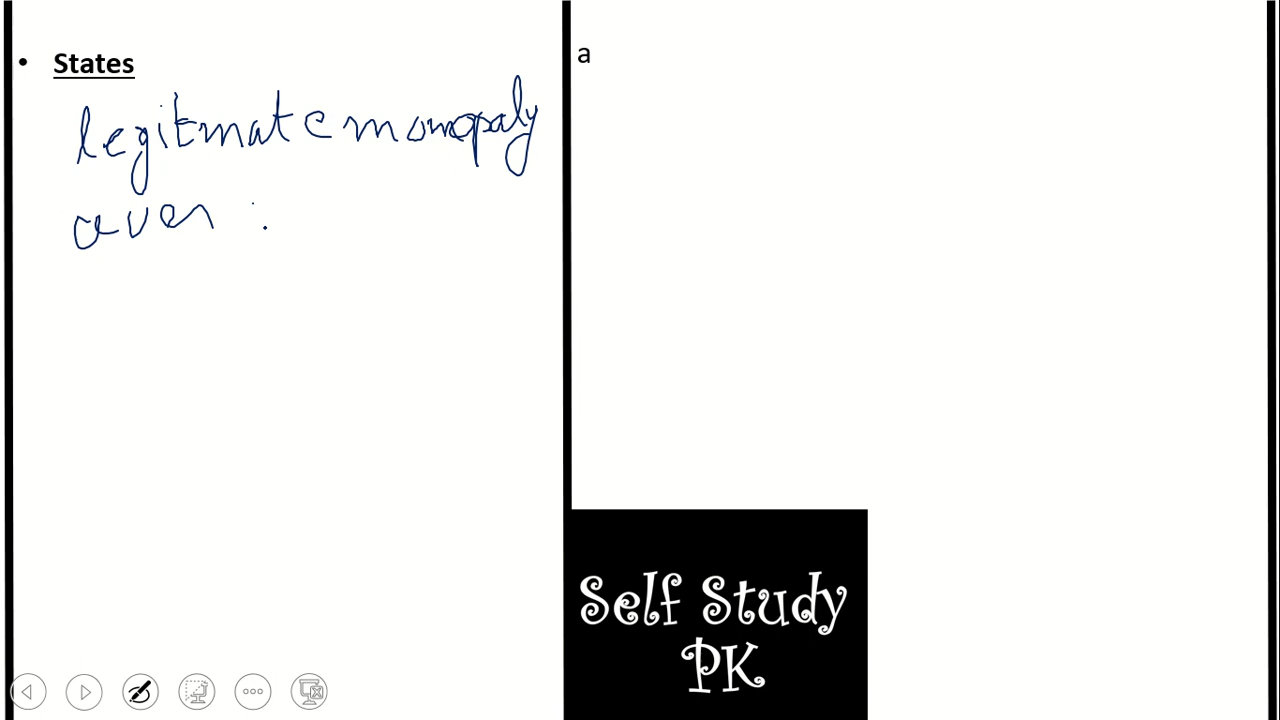 • States
legitmate monopaly
over :
a
Self Study
PK